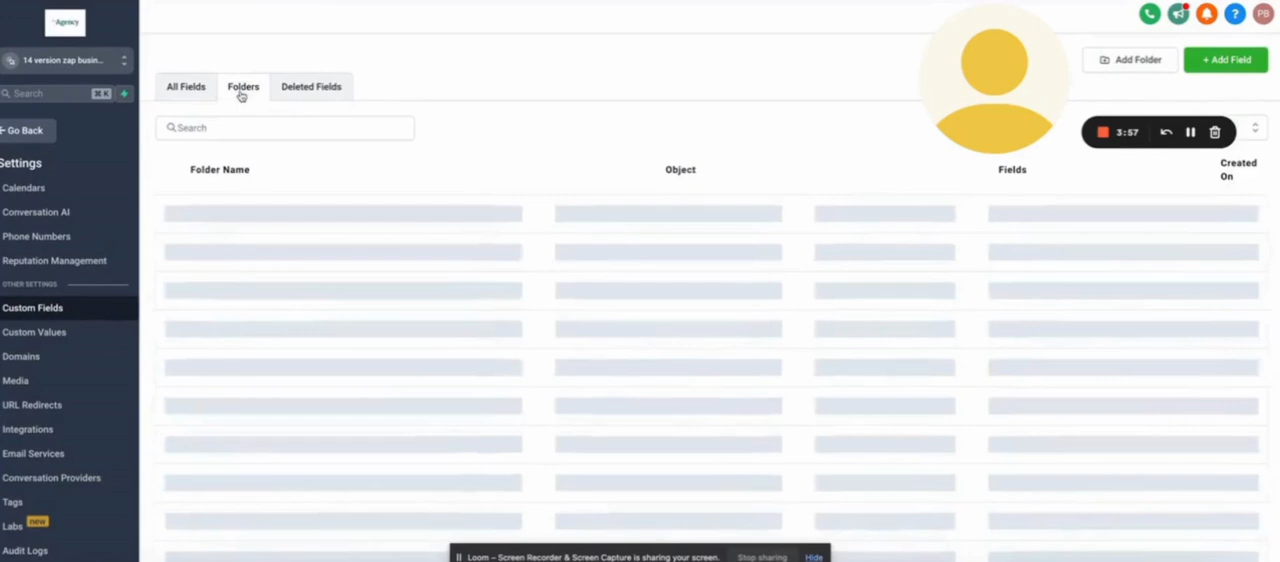 Agency
14 version zap busin...
Search
⌘ K
Go Back
Settings
Calendars
Conversation AI
Phone Numbers
Reputation Management
OTHER SETTINGS
Custom Fields
Custom Values
Domains
Media
URL Redirects
Integrations
Email Services
Conversation Providers
Tags
Labs new
Audit Logs
PB
Add Folder
+ Add Field
All Fields
Folders
Deleted Fields
Search
3:57
Folder Name
Object
Fields
Created
On
Loom – Screen Recorder & Screen Capture is sharing your screen.
Stop sharing
Hide